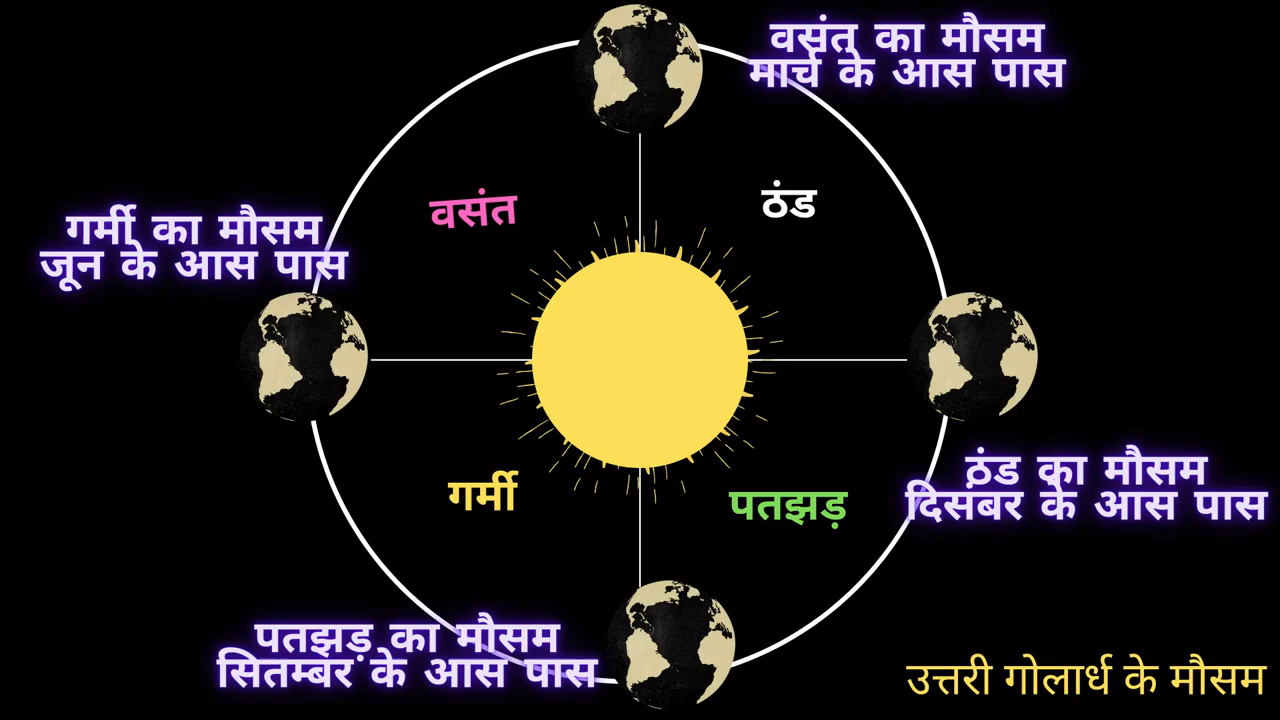 वसंत का मौसम
मार्च के आस पास
वसंत
ठंड
गर्मी का मौसम
जून के आस पास
गर्मी
पतझड़
ठंड का मौसम
दिसंबर के आस पास
पतझड़ का मौसम
सितम्बर के आस पास
उत्तरी गोलार्ध के मौसम